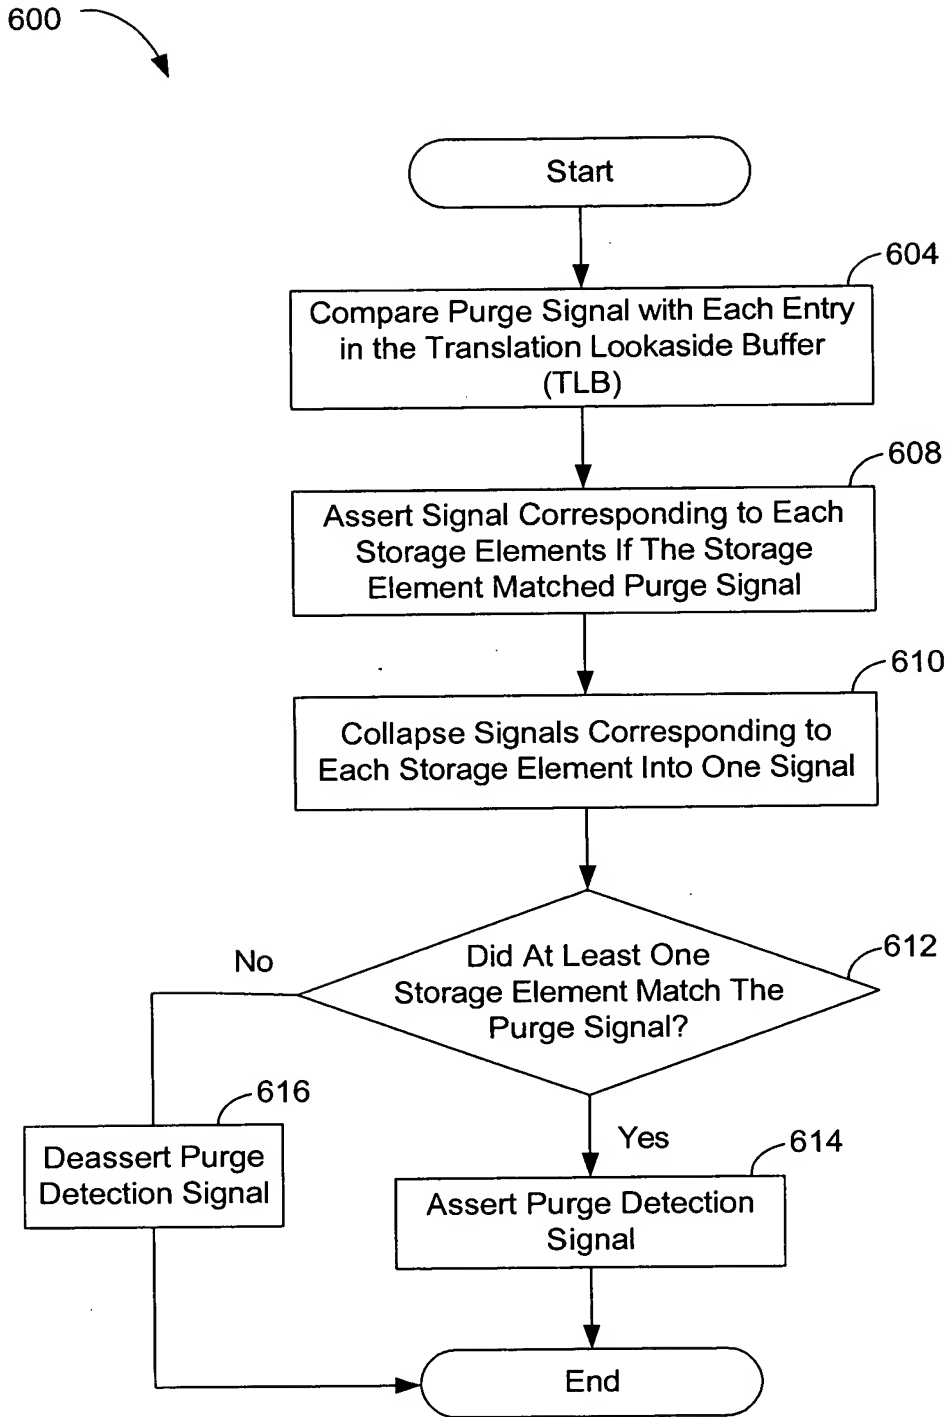 600
Start
604
Compare Purge Signal with Each Entry
in the Translation Lookaside Buffer
(TLB)
608
Assert Signal Corresponding to Each
Storage Elements If The Storage
Element Matched Purge Signal
610
Collapse Signals Corresponding to
Each Storage Element Into One Signal
612
Did At Least One
Storage Element Match The
Purge Signal?
No
Yes
616
Deassert Purge
Detection Signal
614
Assert Purge Detection
Signal
End